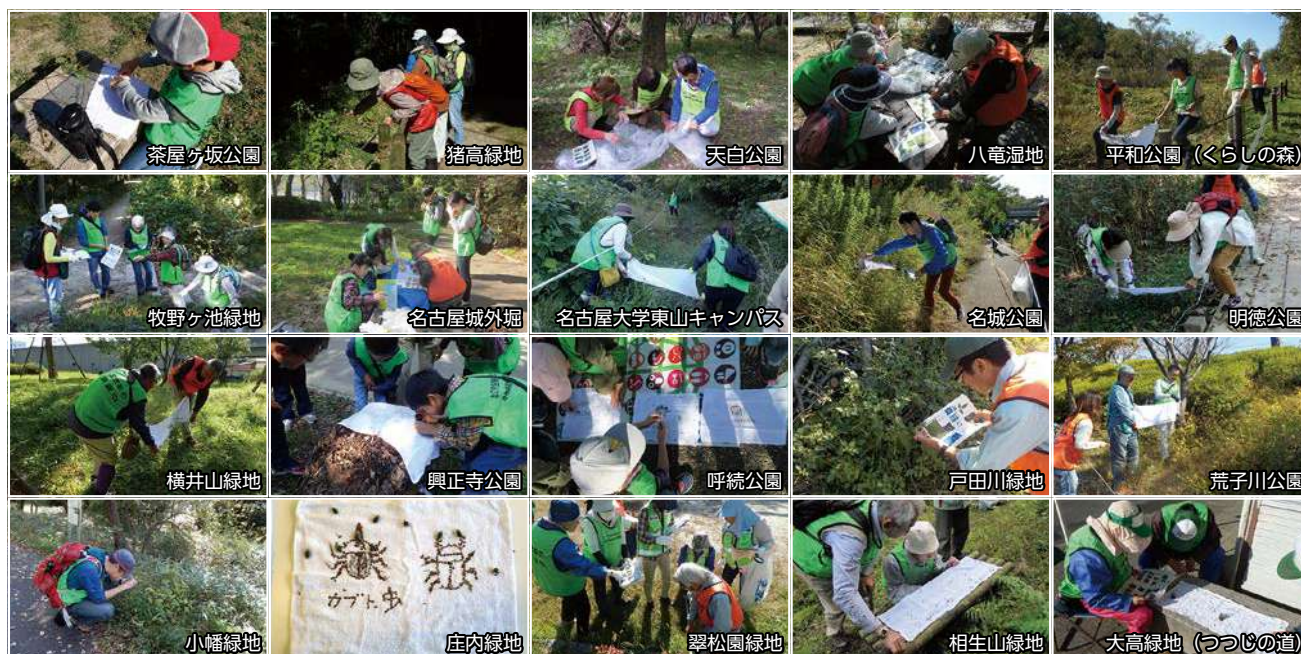 茶屋ヶ坂公園
猪高緑地
天白公園
八竜湿地
平和公園（くらしの森）
牧野ヶ池緑地
名古屋城外堀
名古屋大学東山キャンパス
名城公園
明徳公園
横井山緑地
興正寺公園
呼続公園
戸田川緑地
荒子川公園
小幡緑地
カブト虫
庄内緑地
翠松園緑地
相生山緑地
大高緑地（つつじの道）